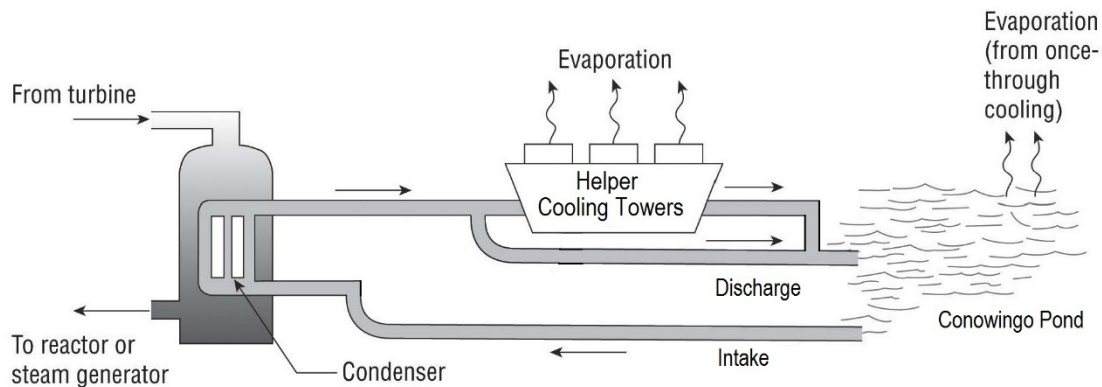 Evaporation
(from once-
through
cooling)
Evaporation
From turbine
Helper
Cooling Towers
Discharge
Conowingo Pond
To reactor or
steam generator
Condenser
Intake